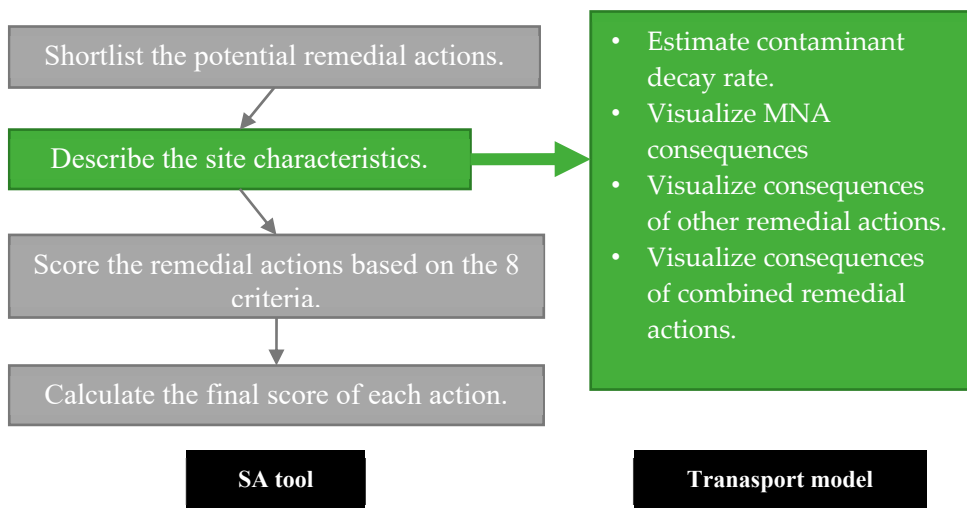 Shortlist the potential remedial actions.
Describe the site characteristics.
Score the remedial actions based on the 8
criteria.
Calculate the final score of each action.
SA tool
• Estimate contaminant
decay rate.
• Visualize MNA
consequences
• Visualize consequences
of other remedial actions.
• Visualize consequences
of combined remedial
actions.
Tranasport model